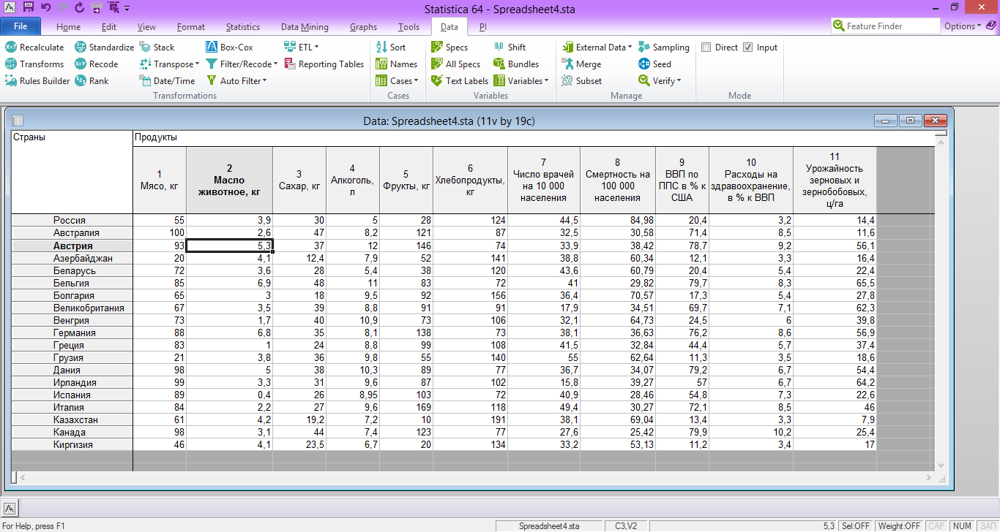 Statistica 64 - Spreadsheet4.sta
File Home Edit View Format Statistics Data Mining Graphs Tools Data PI Feature Finder Options
Recalculate Standardize Stack Box-Cox ETL Sort Specs Shift External Data Sampling Direct Input
Transforms Recode Transpose Filter/Recode Reporting Tables Names All Specs Bundles Merge Seed
Rules Builder Rank Date/Time Auto Filter Cases Text Labels Variables Subset Verify
Transformations Cases Variables Manage Mode
Data: Spreadsheet4.sta (11v by 19c)
Страны Продукты
1 Мясо, кг
2 Масло животное, кг
3 Сахар, кг
4 Алкоголь, л
5 Фрукты, кг
6 Хлебопродукты, кг
7 Число врачей на 10 000 населения
8 Смертность на 100 000 населения
9 ВВП по ППС в % к США
10 Расходы на здравоохранение, в % к ВВП
11 Урожайность зерновых и зернобобовых, ц/га
Россия 55 3,9 30 5 28 124 44,5 84,98 20,4 3,2 14,4
Австралия 100 2,6 47 8,2 121 87 32,5 30,58 71,4 8,5 11,6
Австрия 93 5,3 37 12 146 74 33,9 38,42 78,7 9,2 56,1
Азербайджан 20 4,1 12,4 7,9 52 141 38,8 60,34 12,1 3,3 16,4
Беларусь 72 3,6 28 5,4 38 120 43,6 60,79 20,4 5,4 22,4
Бельгия 85 6,9 48 11 83 72 41 29,82 79,7 8,3 65,5
Болгария 65 3 18 9,5 92 156 36,4 70,57 17,3 5,4 27,8
Великобритания 67 3,5 39 8,8 91 91 17,9 34,51 69,7 7,1 62,3
Венгрия 73 1,7 40 10,9 73 106 32,1 64,73 24,5 6 39,8
Германия 88 6,8 35 8,1 138 73 38,1 36,63 76,2 8,6 56,9
Греция 83 1 24 8,8 99 108 41,5 32,84 44,4 5,7 37,4
Грузия 21 3,8 36 9,8 55 140 55 62,64 11,3 3,5 18,6
Дания 98 5 38 10,3 89 77 36,7 34,07 79,2 6,7 54,4
Ирландия 99 3,3 31 9,6 87 102 15,8 39,27 57 6,7 64,2
Испания 89 0,4 26 8,95 103 72 40,9 28,46 54,8 7,3 22,6
Италия 84 2,2 27 9,6 169 118 49,4 30,27 72,1 8,5 46
Казахстан 61 4,2 19,2 7,2 10 191 38,1 69,04 13,4 3,3 7,9
Канада 98 3,1 44 7,4 123 77 27,6 25,42 79,9 10,2 25,4
Киргизия 46 4,1 23,5 6,7 20 134 33,2 53,13 11,2 3,4 17
For Help, press F1 Spreadsheet4.sta C3,V2 5,3 Sel:OFF Weight:OFF CAP NUM ЗАП